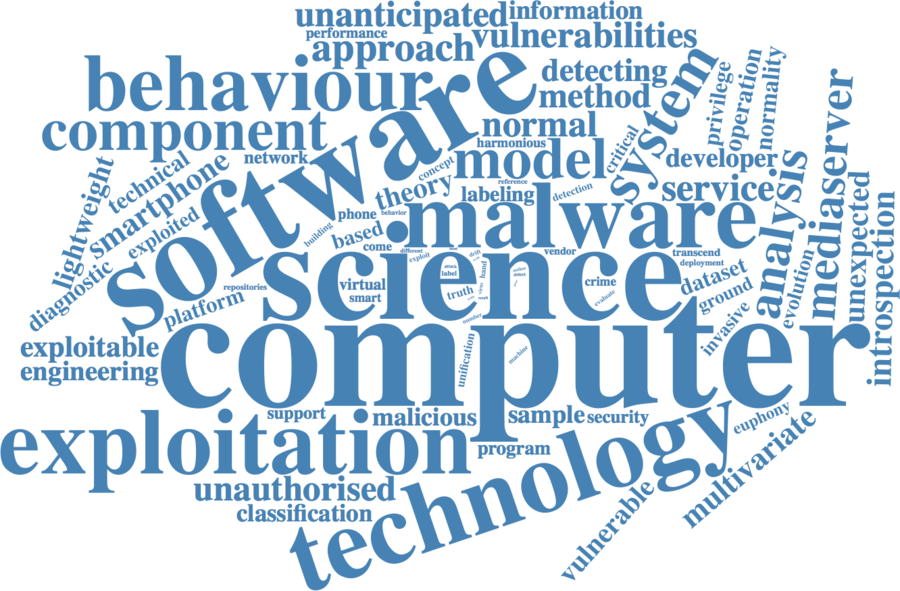 unanticipated
information
performance
approach
vulnerabilities
behaviour
detecting
method
system
privilege
operation
normality
component
software
normal
harmonious
critical
mediaserver
network
concept
model
developer
technical
smartphone
lightweight
theory
reference
labeling
detection
service
analysis
exploited
phone
behavior
malware
unexpected
introspection
building
based
come
different
exploit
drift
vendor
transcend
deployment
diagnostic
science
label
hand
crime
dataset
evolution
repositories
virtual
smart
truth
evaluate
ground
platform
number
invasive
exploitable
engineering
computer
unification
machine
support
malicious
sample
security
euphony
exploitation
program
technology
multivariate
unauthorised
classification
vulnerable